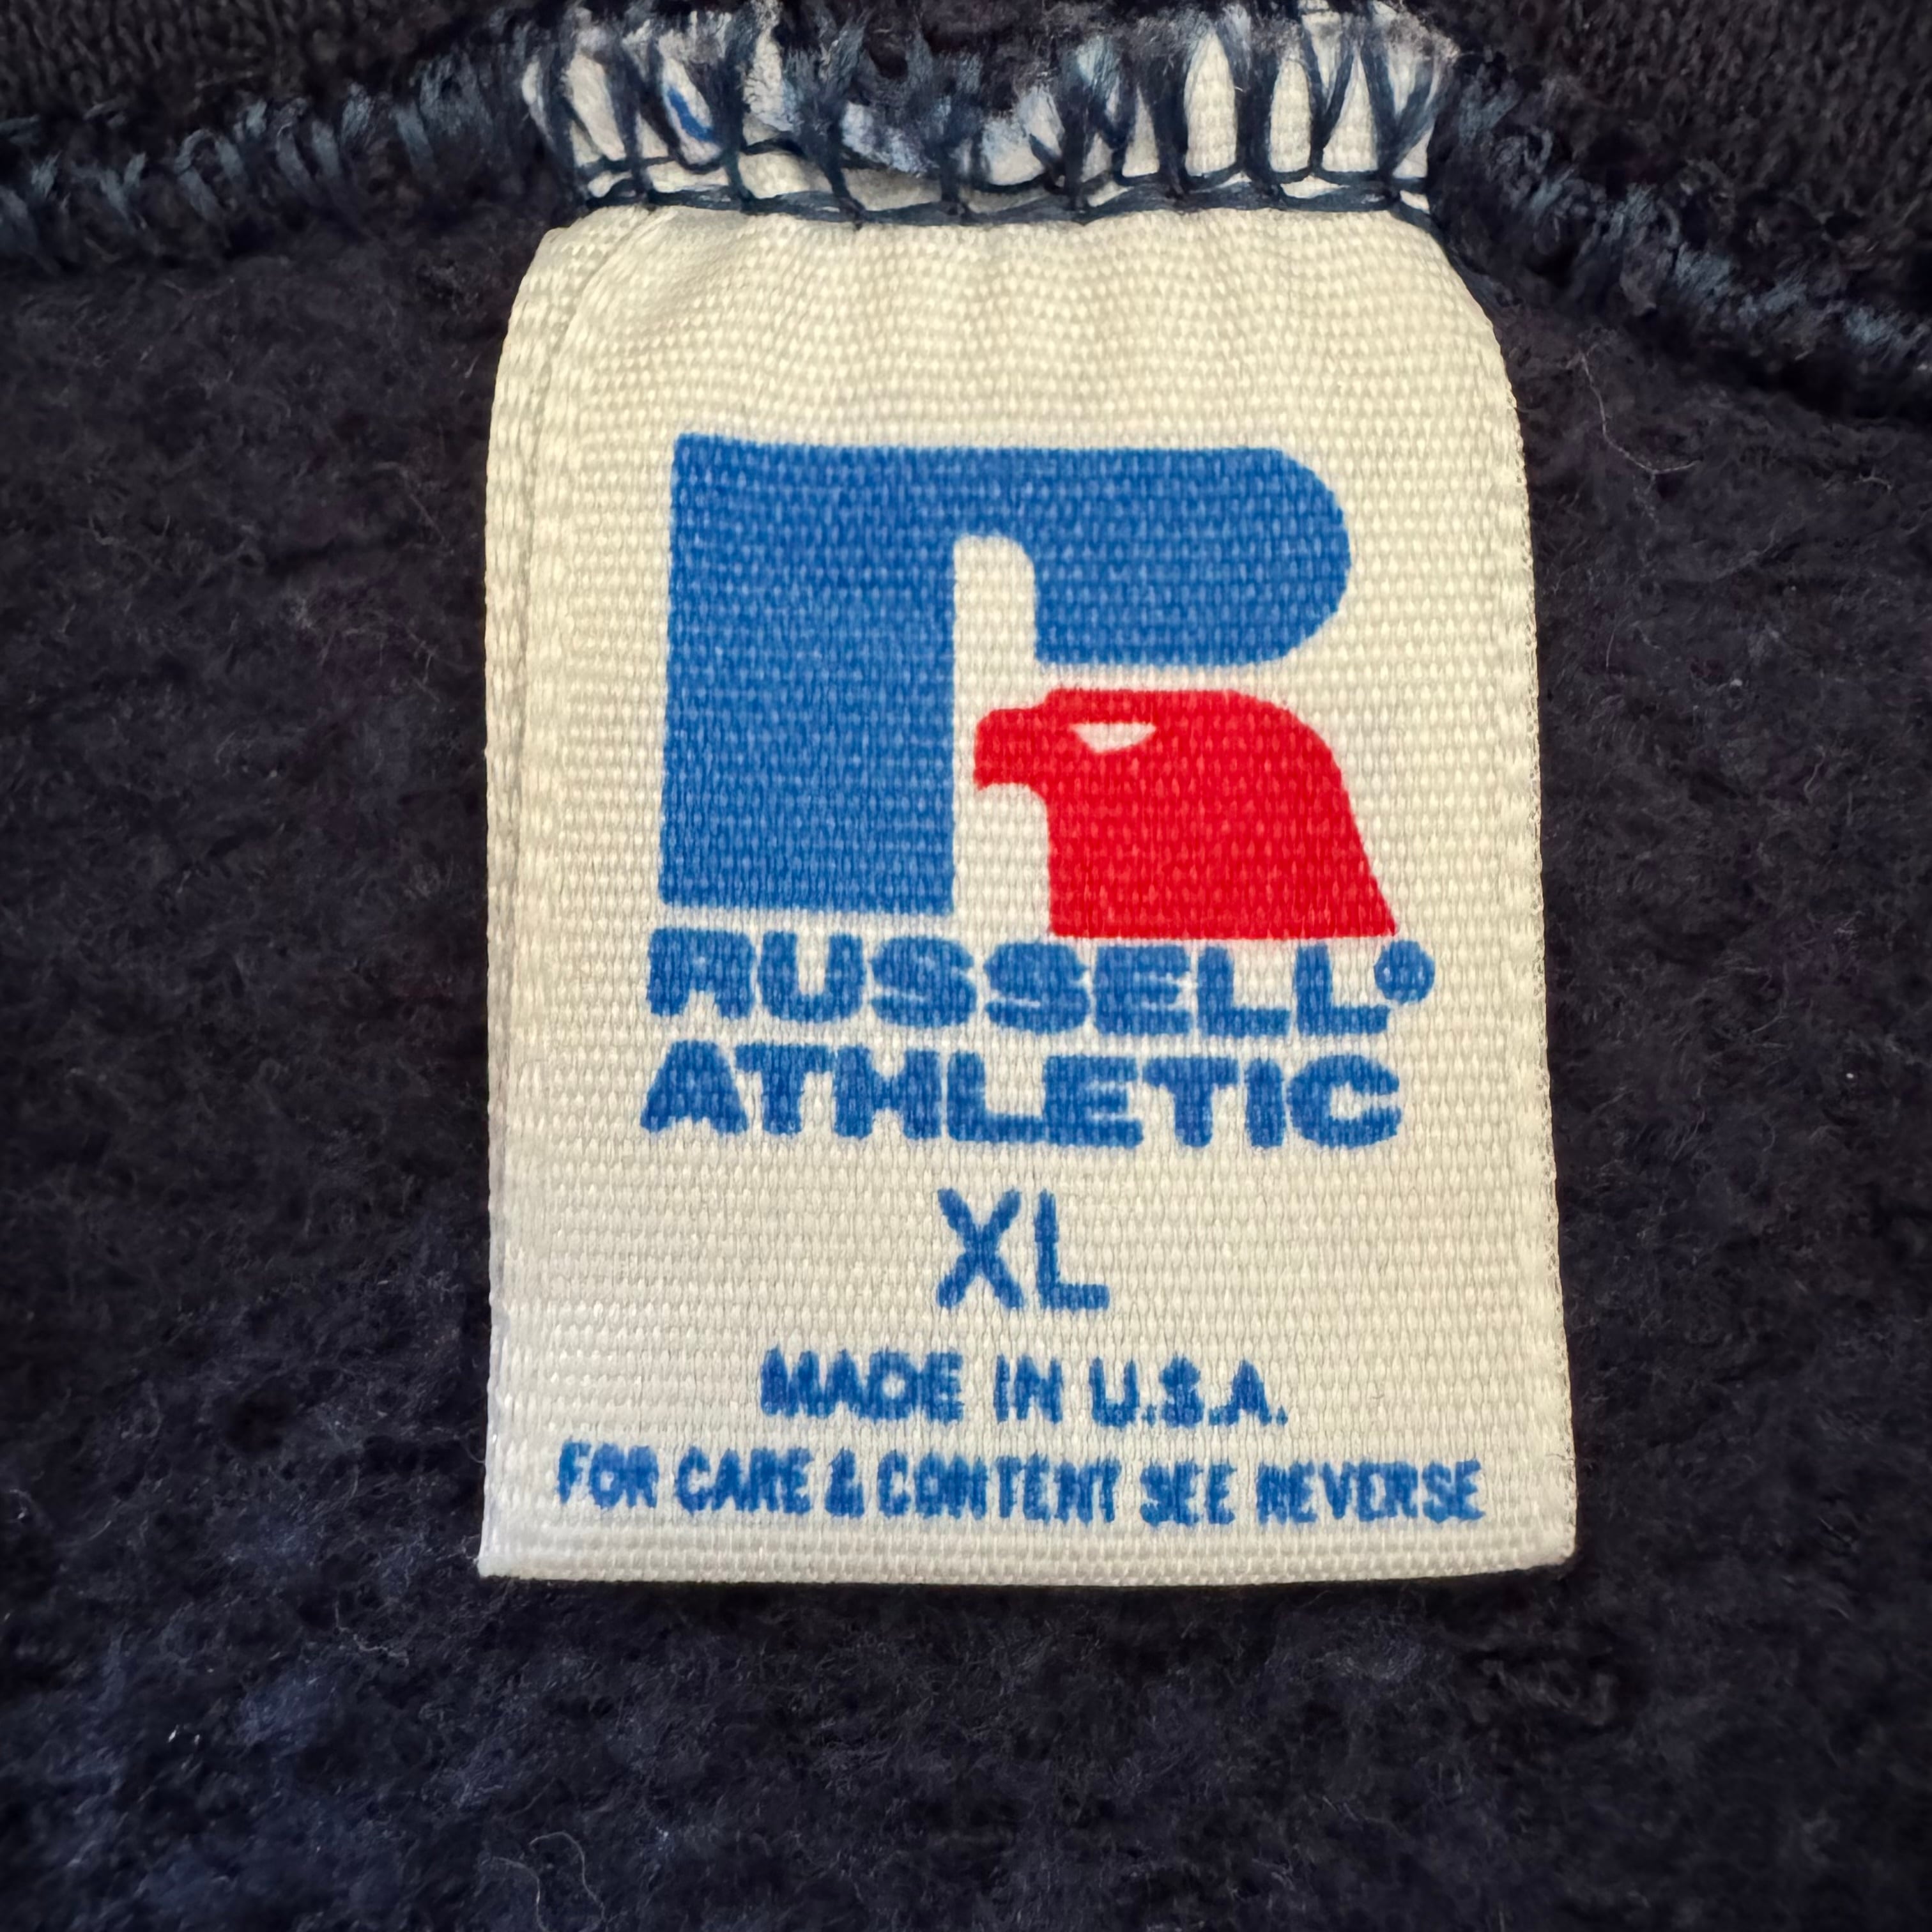 RUSSELL®
ATHLETIC
XL
MADE IN U.S.A.
FOR CARE & CONTENT SEE REVERSE